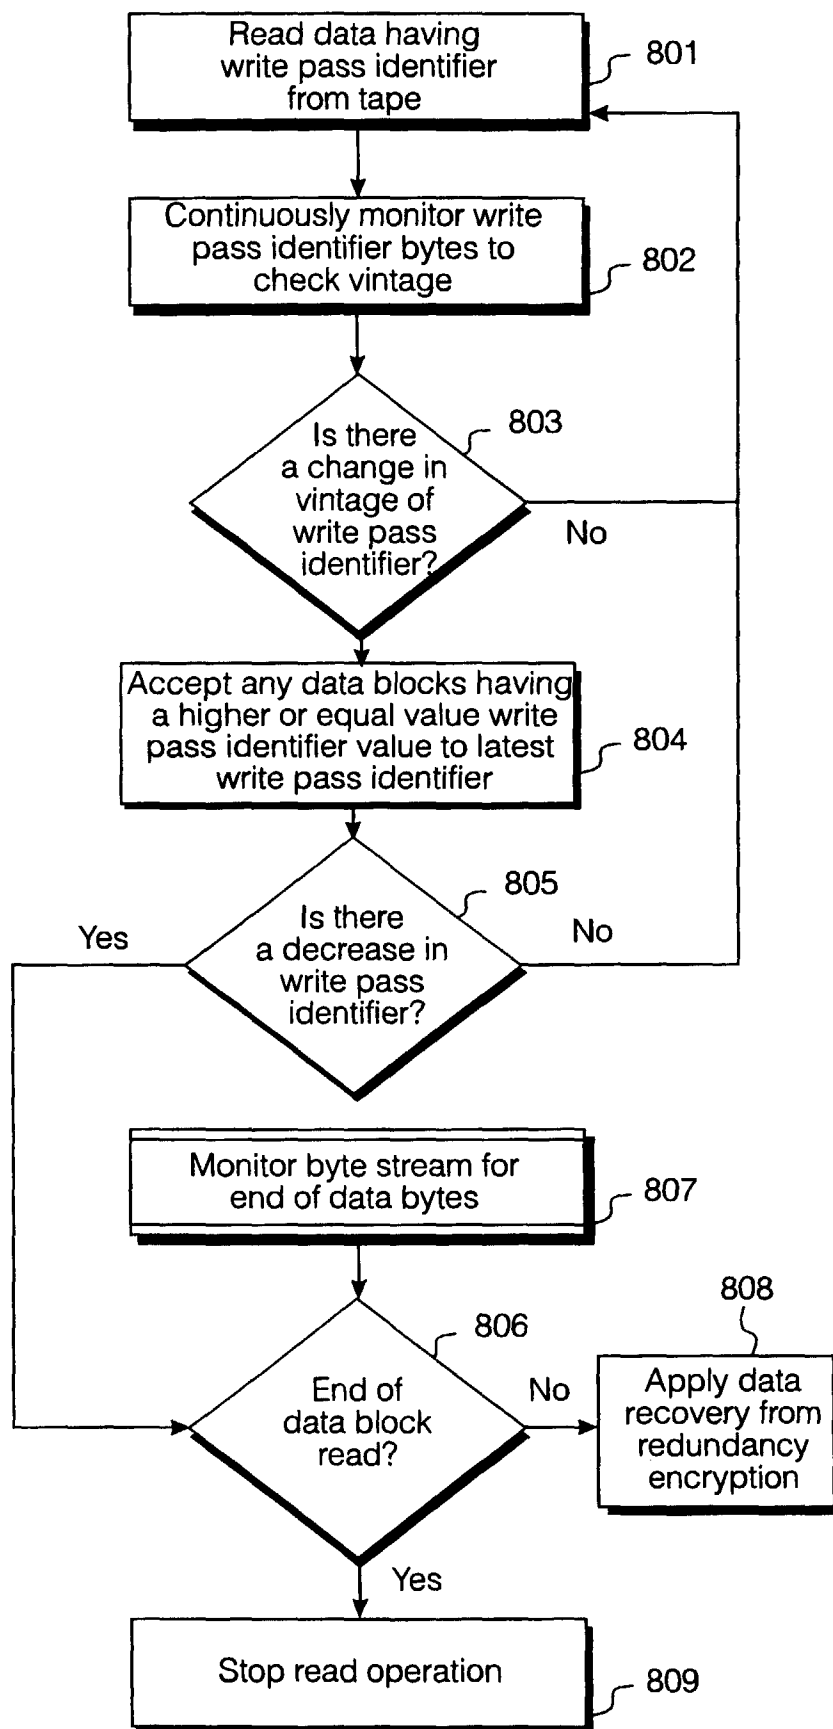 Read data having
write pass identifier
from tape
801
Continuously monitor write
pass identifier bytes to
check vintage
802
803
Is there
a change in
vintage of
write pass
identifier?
No
Accept any data blocks having
a higher or equal value write
pass identifier value to latest
write pass identifier
804
805
Is there
a decrease in
write pass
identifier?
Yes
No
Monitor byte stream for
end of data bytes
807
806
End of
data block
read?
No
808
Apply data
recovery from
redundancy
encryption
Yes
Stop read operation
809